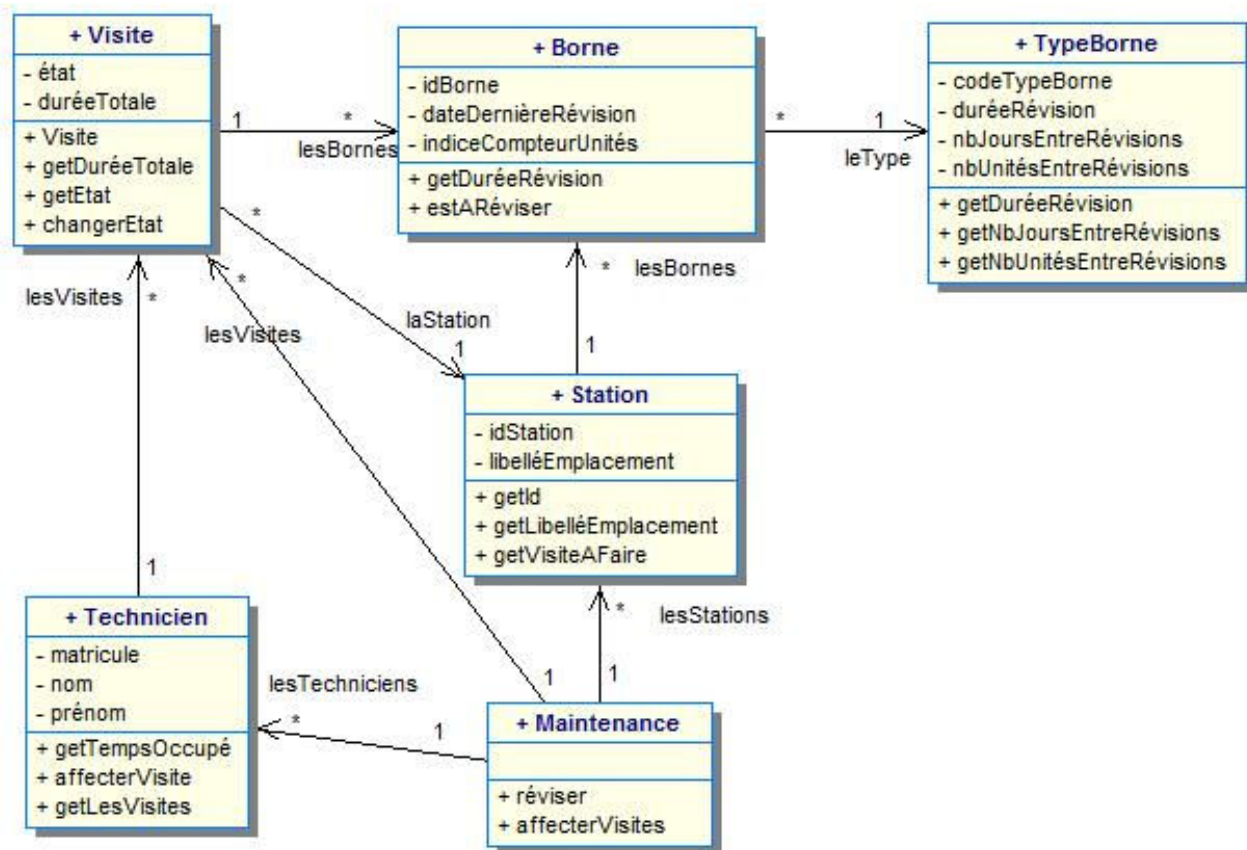 + Visite
- état
- duréeTotale
+ Visite
+ getDuréeTotale
+ getEtat
+ changerEtat
1
*
lesBornes
+ Borne
- idBorne
- dateDernièreRévision
- indiceCompteurUnités
+ getDuréeRévision
+ estARéviser
*
1
leType
+ TypeBorne
- codeTypeBorne
- duréeRévision
- nbJoursEntreRévisions
- nbUnitésEntreRévisions
+ getDuréeRévision
+ getNbJoursEntreRévisions
+ getNbUnitésEntreRévisions
*
laStation
1
* lesBornes
1
lesVisites *
*
lesVisites
+ Station
- idStation
- libelléEmplacement
+ getId
+ getLibelléEmplacement
+ getVisiteAFaire
*
lesStations
1
1
1
+ Technicien
- matricule
- nom
- prénom
+ getTempsOccupé
+ affecterVisite
+ getLesVisites
lesTechniciens
*
1
+ Maintenance
+ réviser
+ affecterVisites